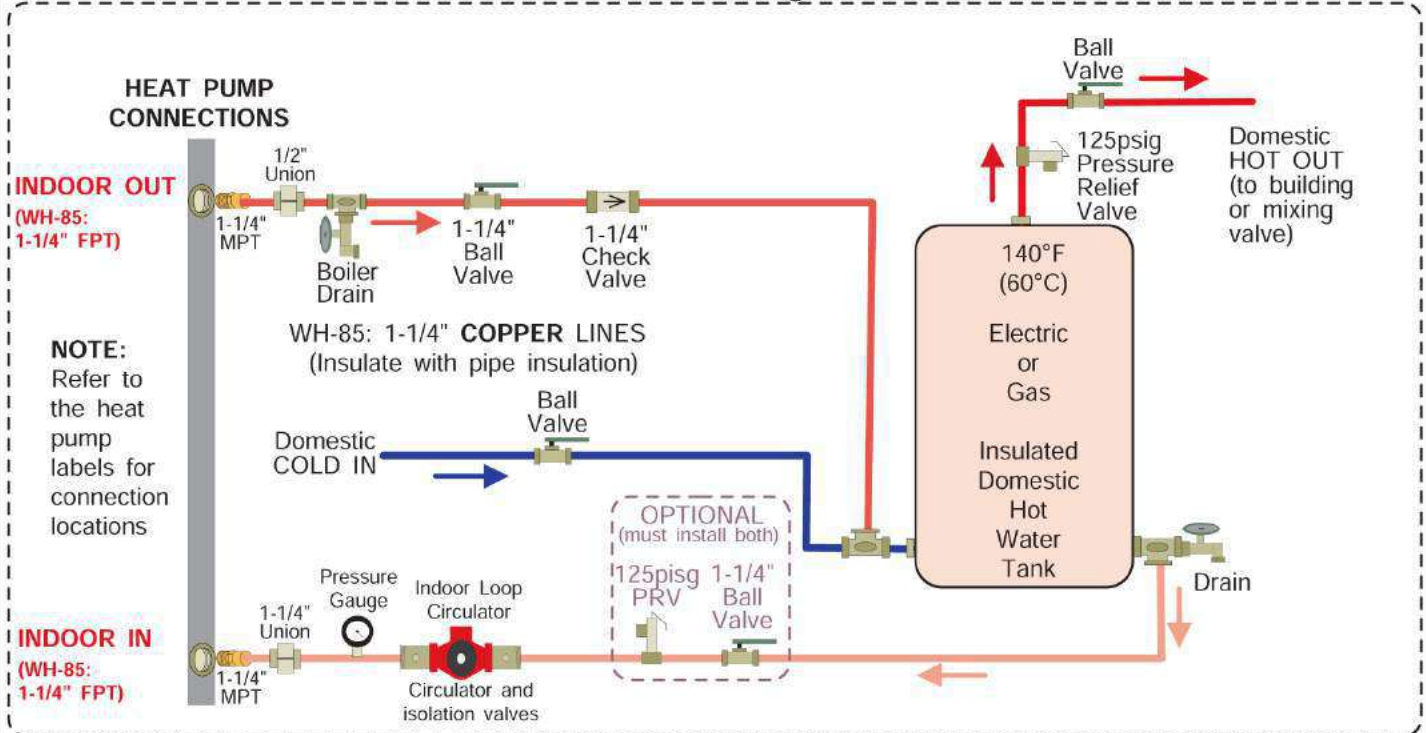 HEAT PUMP
CONNECTIONS
INDOOR OUT
(WH-85:
1-1/4" FPT)
1-1/4"
MPT
1/2"
Union
Boiler
Drain
1-1/4"
Ball
Valve
1-1/4"
Check
Valve
WH-85: 1-1/4" COPPER LINES
(Insulate with pipe insulation)
NOTE:
Refer to
the heat
pump
labels for
connection
locations
Domestic
COLD IN
Ball
Valve
Ball
Valve
125psig
Pressure
Relief
Valve
Domestic
HOT OUT
(to building
or mixing
valve)
140°F
(60°C)
Electric
or
Gas
Insulated
Domestic
Hot
Water
Tank
Drain
OPTIONAL
(must install both)
125pisg
PRV
1-1/4"
Ball
Valve
INDOOR IN
(WH-85:
1-1/4" FPT)
1-1/4"
MPT
1-1/4"
Union
Pressure
Gauge
Indoor Loop
Circulator
Circulator and
isolation valves